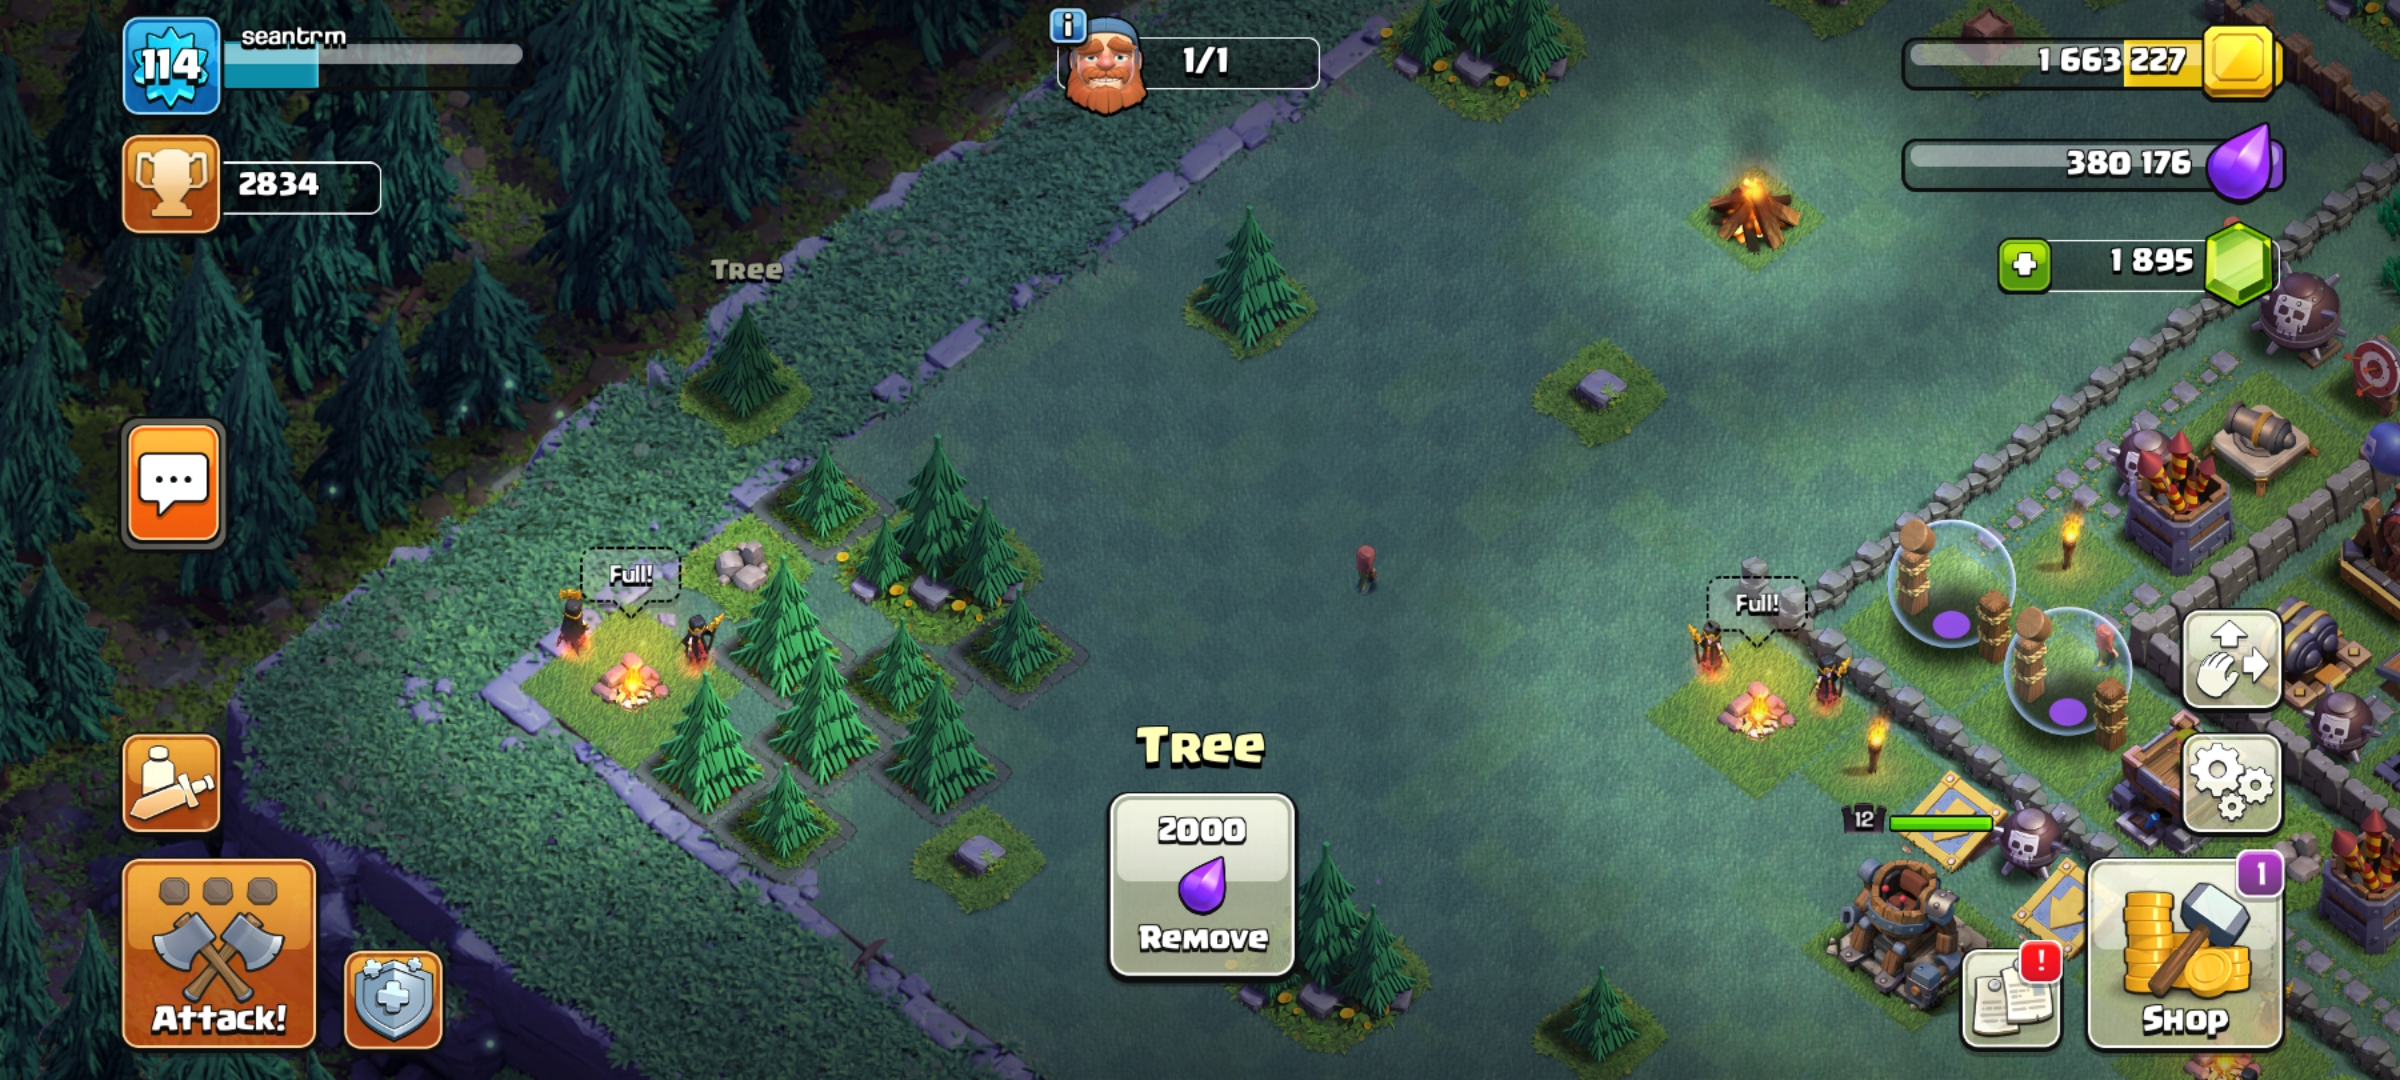 114
seantrm
i
1/1
1 663 227
2834
380 176
1 895
Tree
Full!
Full!
Tree
12
2000
Remove
1
!
Attack!
Shop